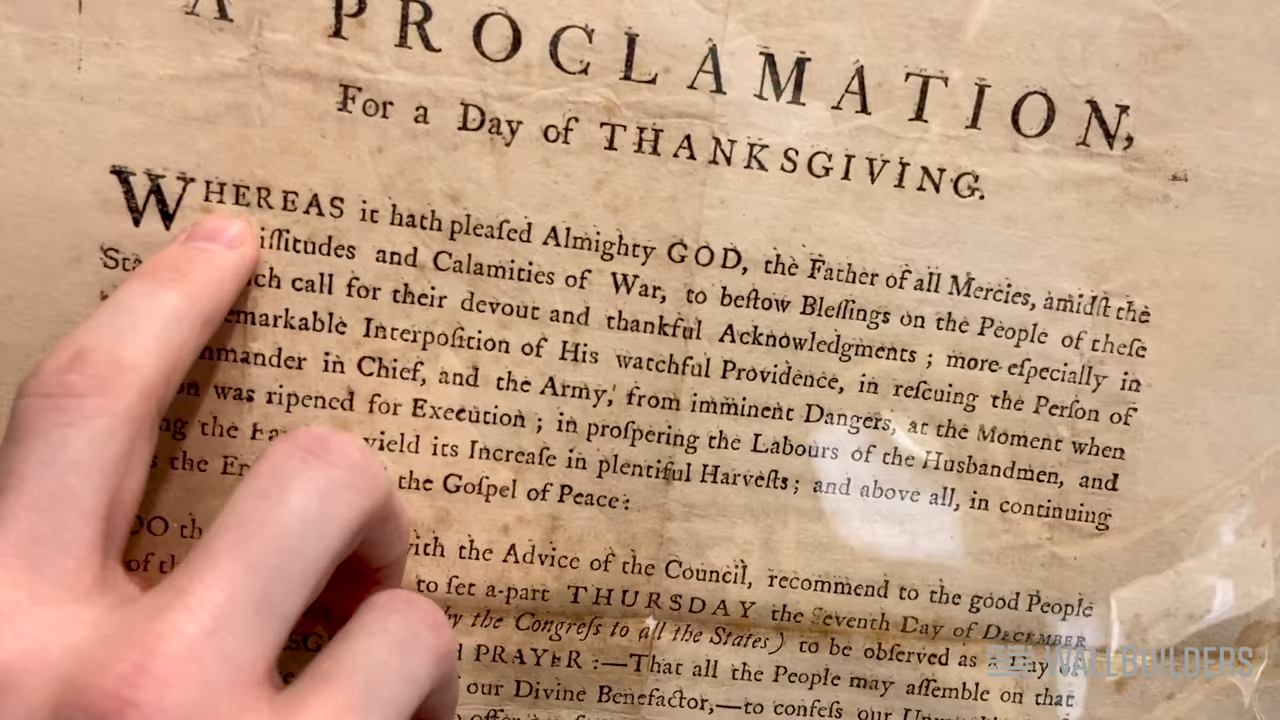 A PROCLAMATION,
For a Day of THANKSGIVING.
WHEREAS it hath pleaſed Almighty GOD, the Father of all Mercies, amidſt the
iſſitudes and Calamities of War, to beſtow Bleſſings on the People of theſe
Sta ch call for their devout and thankful Acknowledgments ; more eſpecially in
emarkable Interpoſition of His watchful Providence, in reſcuing the Perſon of
mmander in Chief, and the Army, from imminent Dangers, at the Moment when
on was ripened for Execution ; in proſpering the Labours of the Husbandmen, and
ng the Ea yield its Increaſe in plentiful Harveſts ; and above all, in continuing
s the En the Goſpel of Peace :
DO th with the Advice of the Council, recommend to the good People
of th to ſet a-part THURSDAY the Seventh Day of DECEMBER
by the Congreſs to all the States) to be obſerved as a Day of
d PRAYER :—That all the People may aſſemble on that
our Divine Benefactor,—to confeſs our
WALLBUILDERS